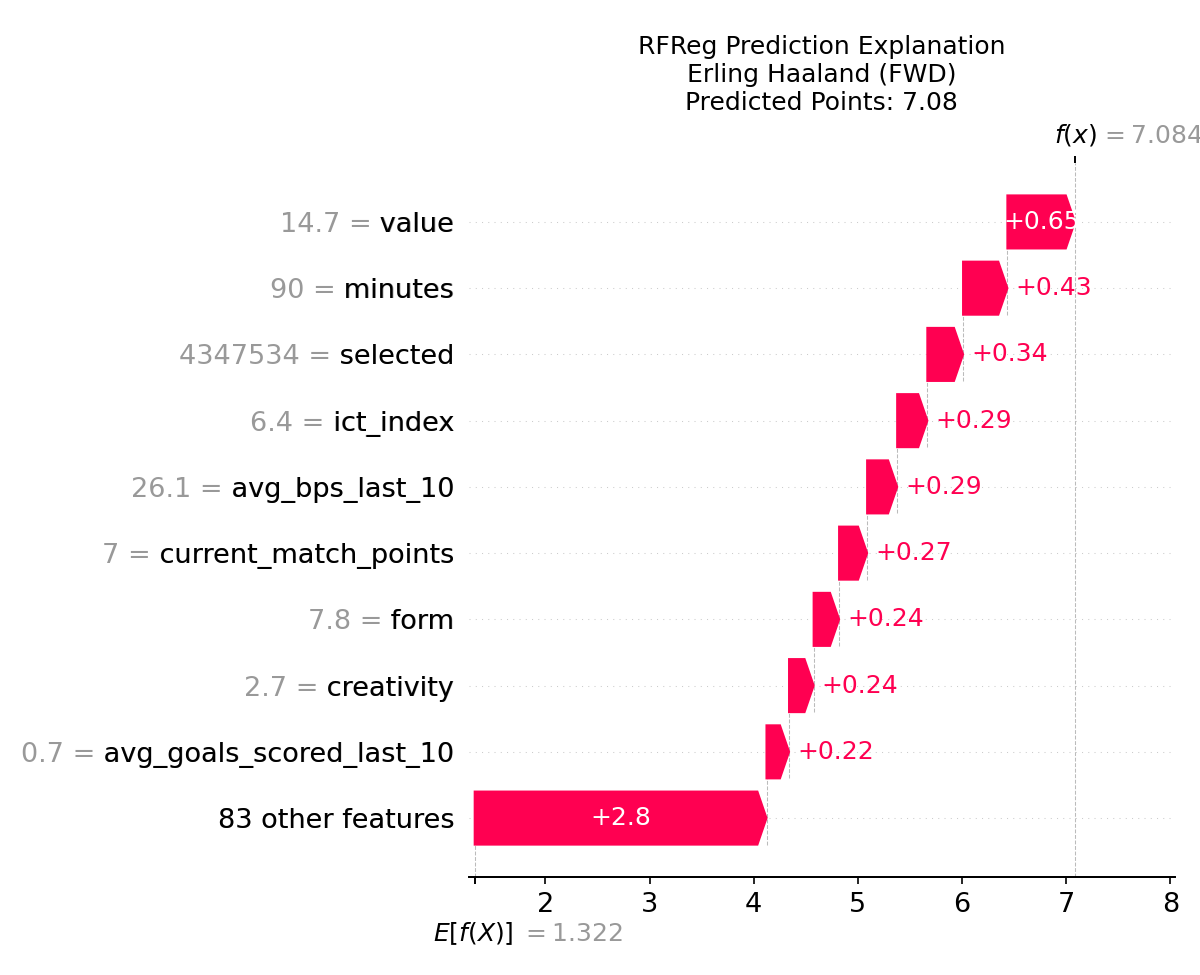 RFReg Prediction Explanation
Erling Haaland (FWD)
Predicted Points: 7.08
f(x) = 7.084
14.7 = value
+0.65
90 = minutes
+0.43
4347534 = selected
+0.34
6.4 = ict_index
+0.29
26.1 = avg_bps_last_10
+0.29
7 = current_match_points
+0.27
7.8 = form
+0.24
2.7 = creativity
+0.24
0.7 = avg_goals_scored_last_10
+0.22
83 other features
+2.8
2 3 4 5 6 7 8
E[f(X)] = 1.322